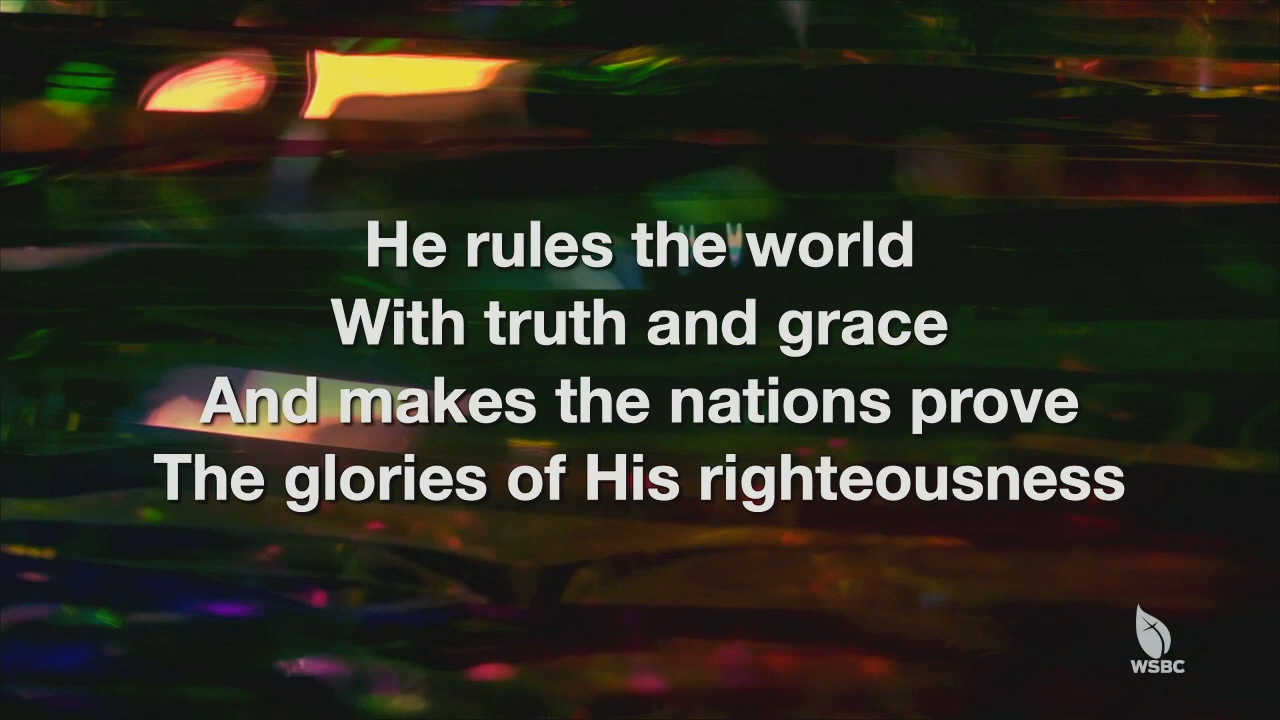 He rules the world
With truth and grace
And makes the nations prove
The glories of His righteousness
WSBC